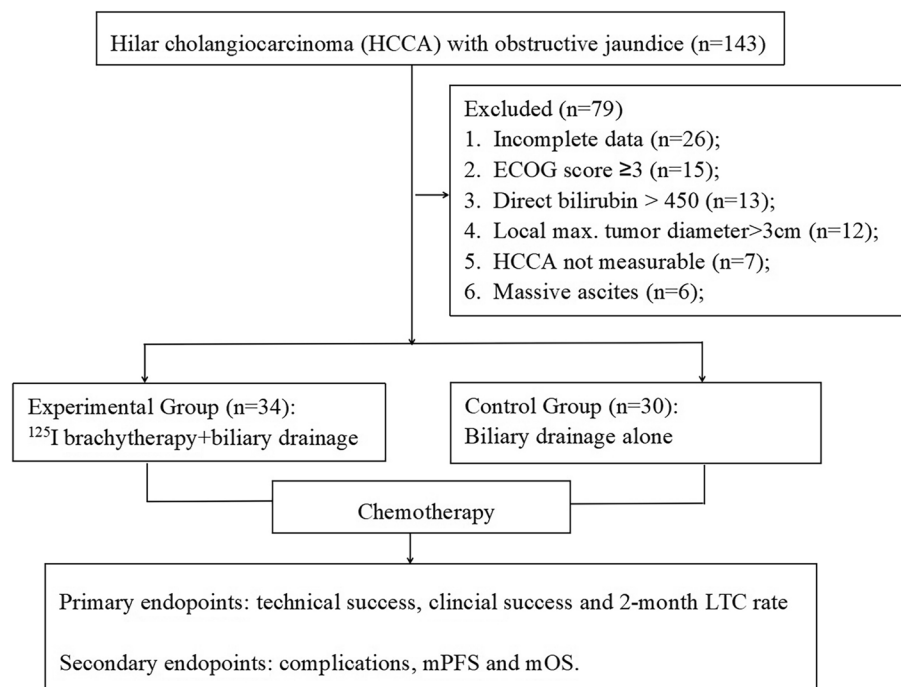 Hilar cholangiocarcinoma (HCCA) with obstructive jaundice (n=143)
Excluded (n=79)
1. Incomplete data (n=26);
2. ECOG score ≥3 (n=15);
3. Direct bilirubin > 450 (n=13);
4. Local max. tumor diameter>3cm (n=12);
5. HCCA not measurable (n=7);
6. Massive ascites (n=6);
Experimental Group (n=34):
¹²⁵I brachytherapy+biliary drainage
Control Group (n=30):
Biliary drainage alone
Chemotherapy
Primary endopoints: technical success, clincial success and 2-month LTC rate
Secondary endopoints: complications, mPFS and mOS.